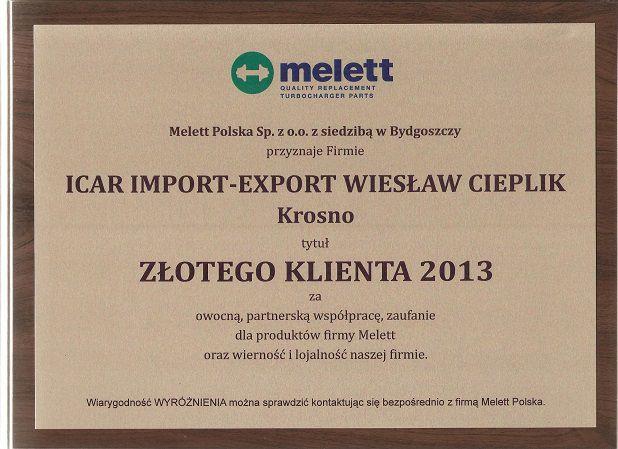 melett
QUALITY REPLACEMENT
TURBOCHARGER PARTS
Melett Polska Sp. z o.o. z siedzibą w Bydgoszczy
przyznaje Firmie
ICAR IMPORT-EXPORT WIESŁAW CIEPLIK
Krosno
tytuł
ZŁOTEGO KLIENTA 2013
za
owocną, partnerską współpracę, zaufanie
dla produktów firmy Melett
oraz wierność i lojalność naszej firmie.
Wiarygodność WYRÓŻNIENIA można sprawdzić kontaktując się bezpośrednio z firmą Melett Polska.